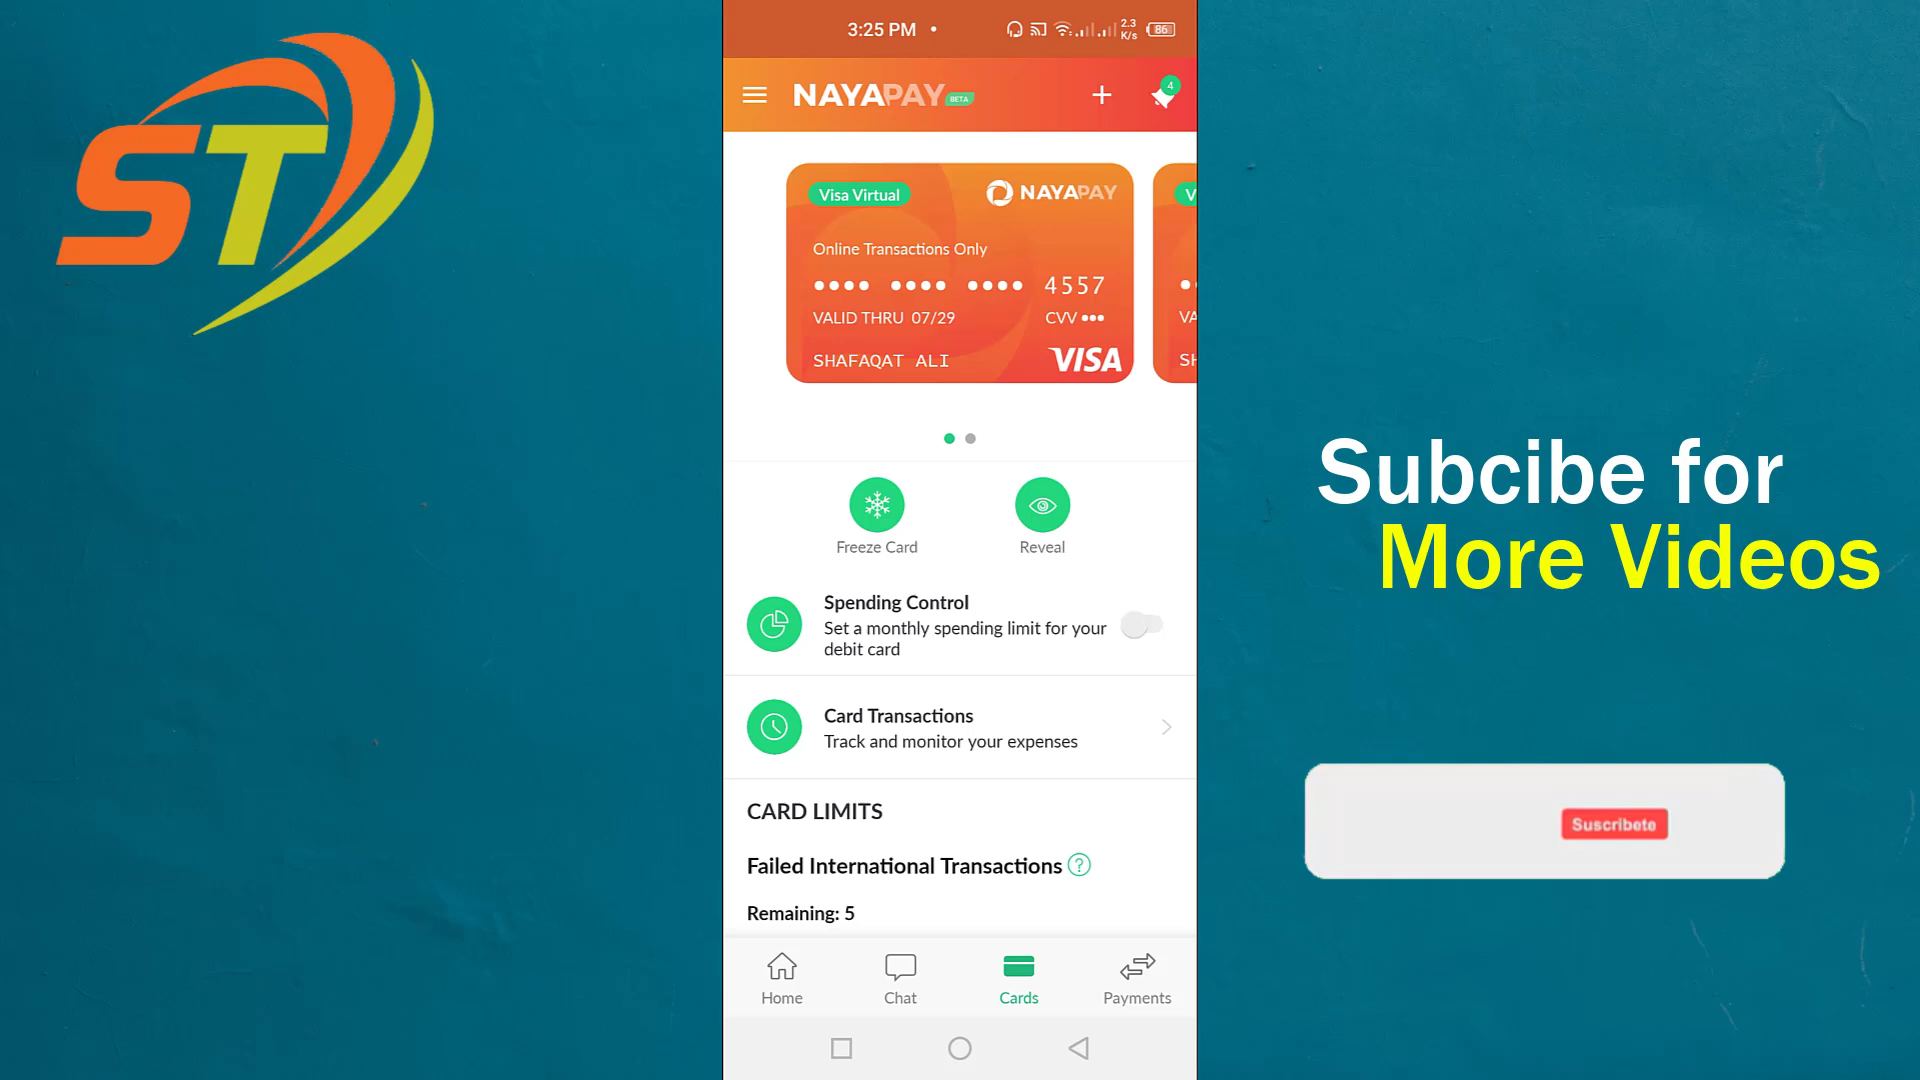 ST
3:25 PM
2.3
K/s
86
NAYAPAY BETA
4
Visa Virtual
NAYAPAY
V
Online Transactions Only
4557
VALID THRU 07/29
CVV
VA
SHAFAQAT ALI
VISA
SH
Freeze Card
Reveal
Spending Control
Set a monthly spending limit for your
debit card
Card Transactions
Track and monitor your expenses
CARD LIMITS
Failed International Transactions ?
Remaining: 5
Home
Chat
Cards
Payments
Subcibe for
More Videos
Suscribete